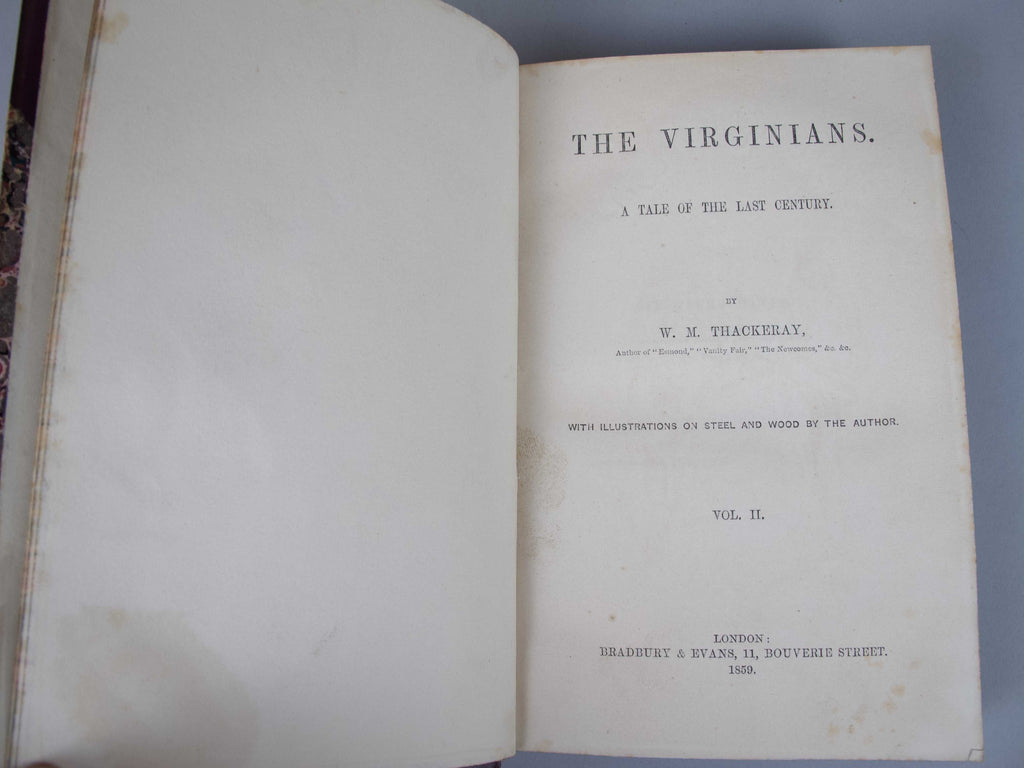 THE VIRGINIANS.
A TALE OF THE LAST CENTURY.
BY
W. M. THACKERAY,
Author of "Esmond," "Vanity Fair," "The Newcomes," &c. &c.
WITH ILLUSTRATIONS ON STEEL AND WOOD BY THE AUTHOR.
VOL. II.
LONDON:
BRADBURY & EVANS, 11, BOUVERIE STREET.
1859.